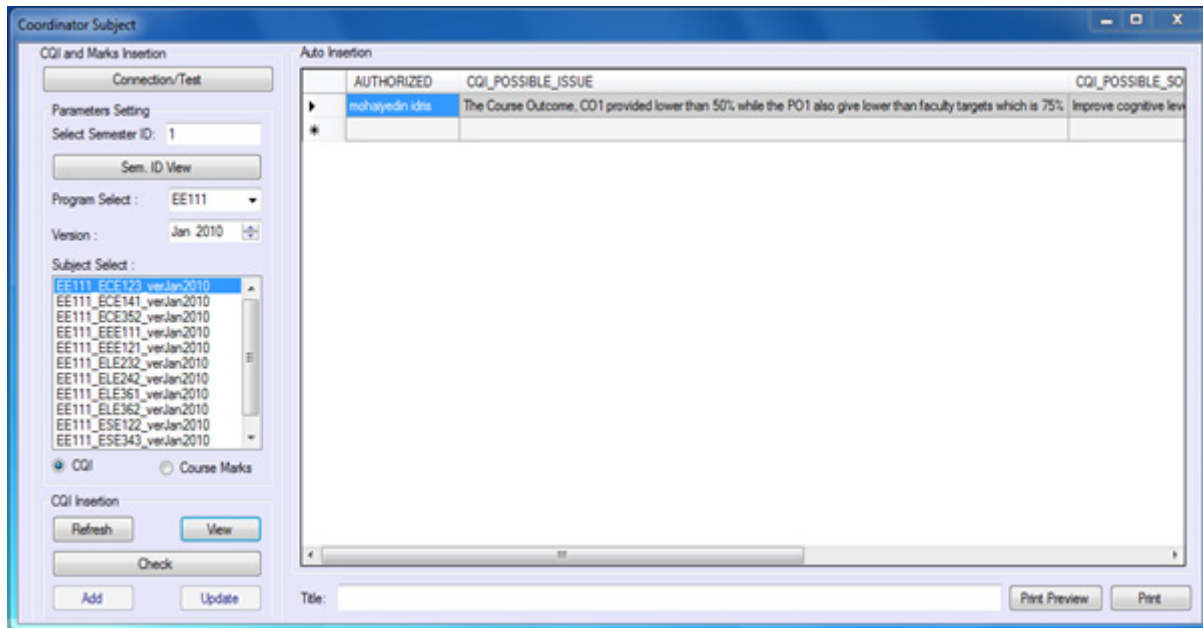 Coordinator Subject
CQI and Marks Insertion
Connection/Test
Parameters Setting
Select Semester ID: 1
Sem. ID View
Program Select : EE111
Version : Jan 2010
Subject Select :
EE111_ECE123_verJan2010
EE111_ECE141_verJan2010
EE111_ECE352_verJan2010
EE111_EEE111_verJan2010
EE111_EEE121_verJan2010
EE111_ELE232_verJan2010
EE111_ELE242_verJan2010
EE111_ELE361_verJan2010
EE111_ELE362_verJan2010
EE111_ESE122_verJan2010
EE111_ESE343_verJan2010
CQI Course Marks
CQI Insertion
Refresh View
Check
Add Update
Auto Insertion
AUTHORIZED CQI_POSSIBLE_ISSUE CQI_POSSIBLE_SO
mohaiyedin idris The Course Outcome, CO1 provided lower than 50% while the PO1 also give lower than faculty targets which is 75% Improve cognitive lev
Title: Print Preview Print